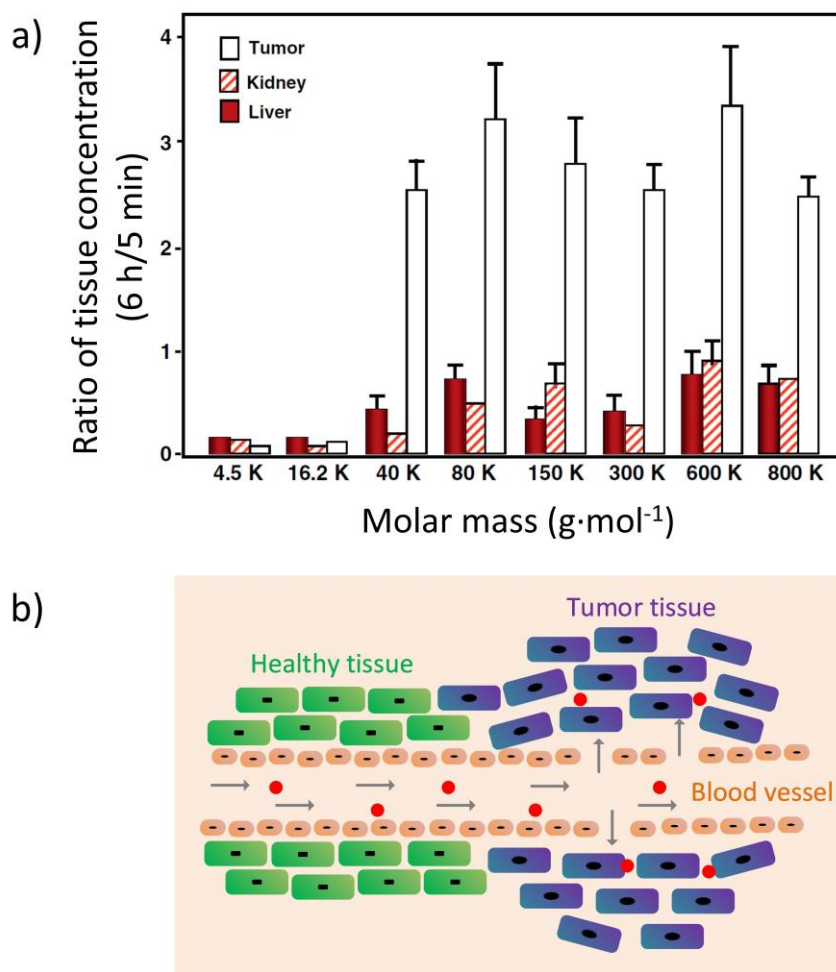 a)
Ratio of tissue concentration
(6 h/5 min)
4
3
2
1
0
Tumor
Kidney
Liver
4.5 K 16.2 K 40 K 80 K 150 K 300 K 600 K 800 K
Molar mass (g·mol⁻¹)
b)
Tumor tissue
Healthy tissue
Blood vessel